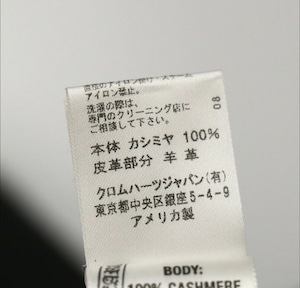 アイロン禁止。
洗濯の際は、
専門のクリーニング店に
ご相談して下さい。
08
本体 カシミヤ 100%
皮革部分 羊革
クロムハーツジャパン(有)
東京都中央区銀座5-4-9
アメリカ製
BODY:
100% CASHMERE